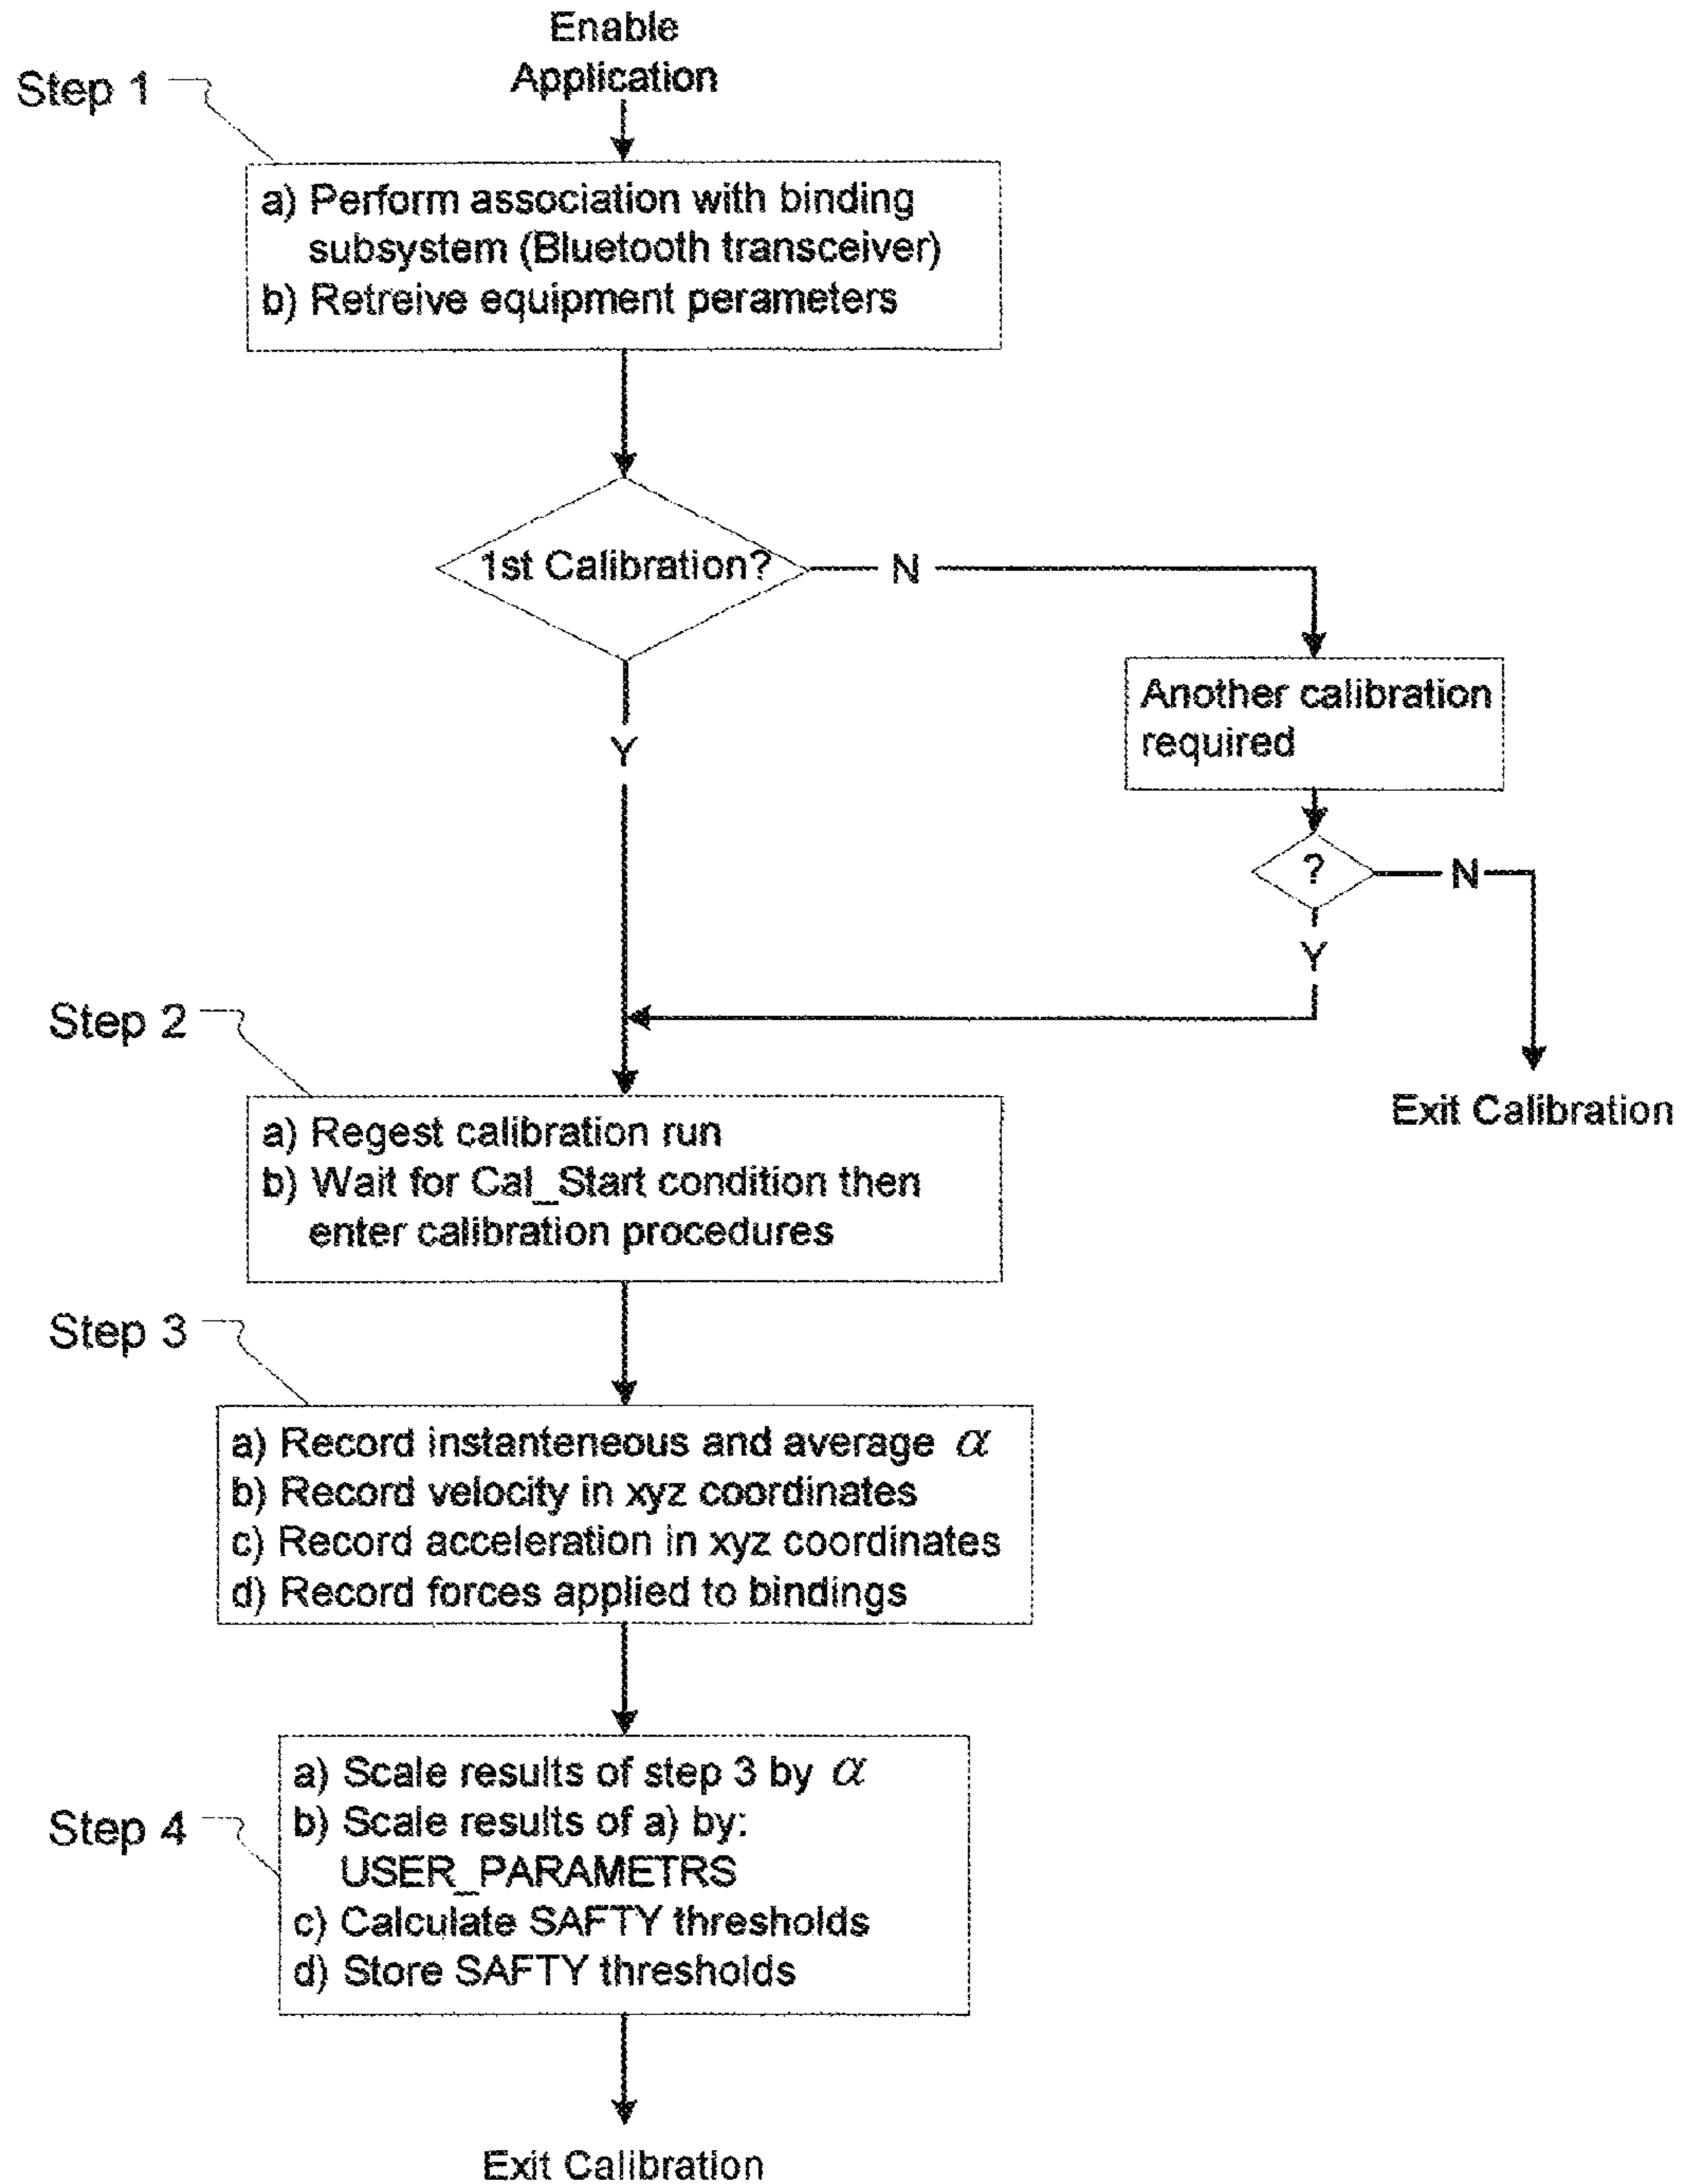 Enable
Application
Step 1
a) Perform association with binding
subsystem (Bluetooth transceiver)
b) Retreive equipment perameters
1st Calibration?
N
Y
Another calibration
required
?
N
Y
Exit Calibration
Step 2
a) Regest calibration run
b) Wait for Cal_Start condition then
enter calibration procedures
Step 3
a) Record instanteneous and average α
b) Record velocity in xyz coordinates
c) Record acceleration in xyz coordinates
d) Record forces applied to bindings
Step 4
a) Scale results of step 3 by α
b) Scale results of a) by:
USER_PARAMETRS
c) Calculate SAFTY thresholds
d) Store SAFTY thresholds
Exit Calibration